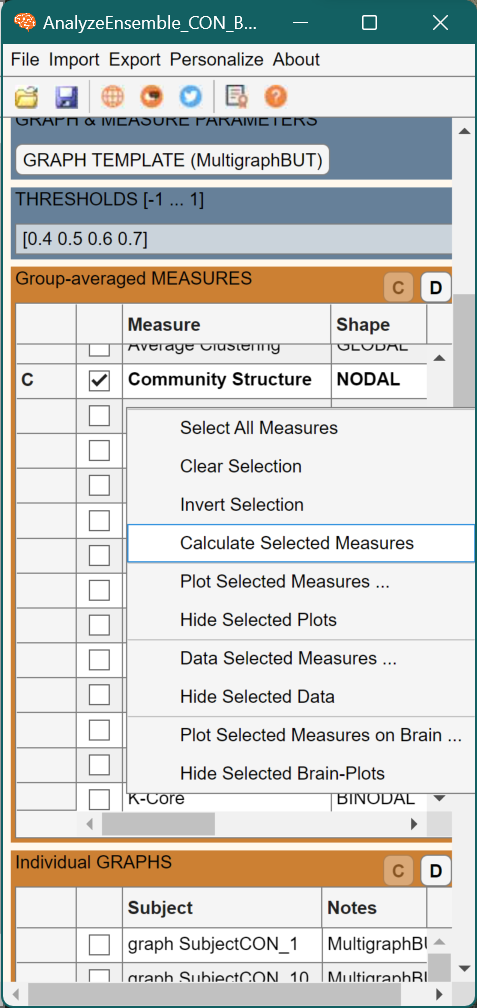 AnalyzeEnsemble_CON_B...
File Import Export Personalize About
GRAPH & MEASURE PARAMETERS
GRAPH TEMPLATE (MultigraphBUT)
THRESHOLDS [-1 ... 1]
[0.4 0.5 0.6 0.7]
Group-averaged MEASURES C D
Measure Shape
Average Clustering GLOBAL
C Community Structure NODAL
Select All Measures
Clear Selection
Invert Selection
Calculate Selected Measures
Plot Selected Measures ...
Hide Selected Plots
Data Selected Measures ...
Hide Selected Data
Plot Selected Measures on Brain ...
Hide Selected Brain-Plots
K-Core BINODAL
Individual GRAPHS C D
Subject Notes
graph SubjectCON_1 MultigraphBU
graph SubjectCON_10 MultigraphBU